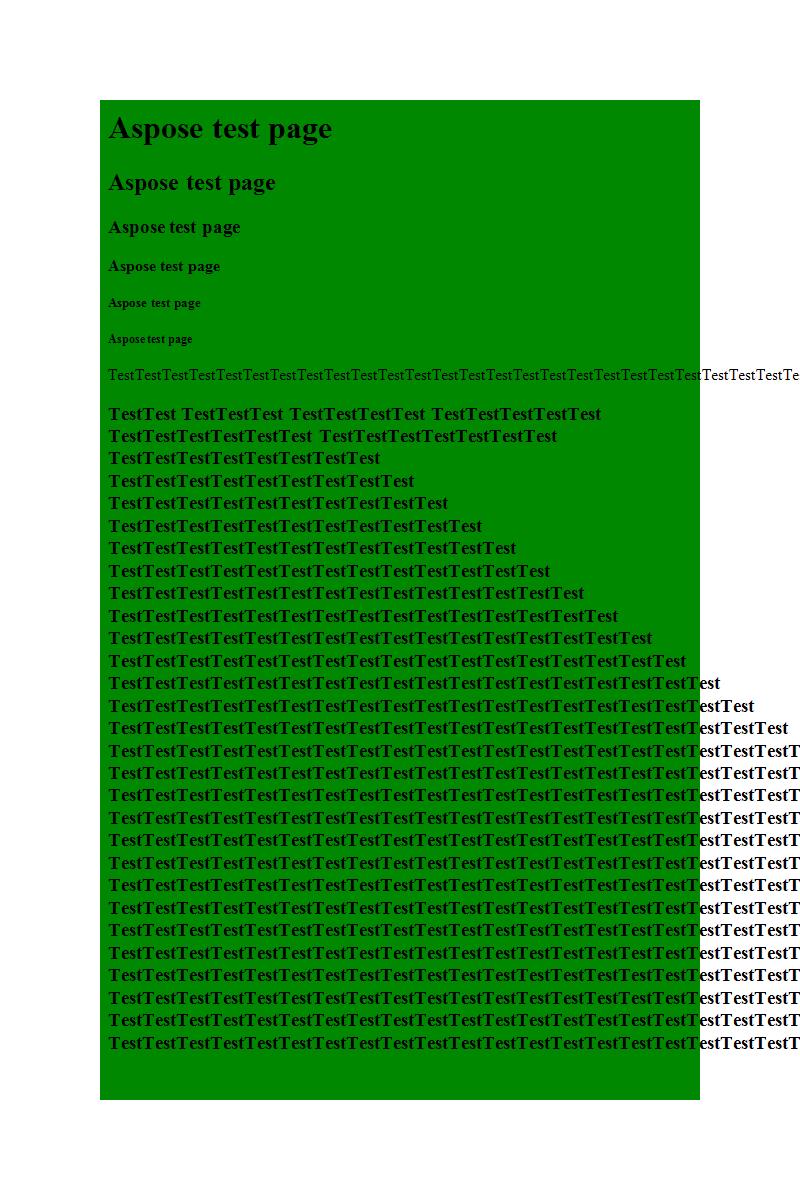 Aspose test page
Aspose test page
Aspose test page
Aspose test page
Aspose test page
Aspose test page
TestTestTestTestTestTestTestTestTestTestTestTestTestTestTestTestTestTestTestTestTestTestTestTestTestTe
TestTest TestTestTest TestTestTestTest TestTestTestTestTest
TestTestTestTestTestTest TestTestTestTestTestTestTest
TestTestTestTestTestTestTestTest
TestTestTestTestTestTestTestTestTest
TestTestTestTestTestTestTestTestTestTest
TestTestTestTestTestTestTestTestTestTestTest
TestTestTestTestTestTestTestTestTestTestTestTest
TestTestTestTestTestTestTestTestTestTestTestTestTest
TestTestTestTestTestTestTestTestTestTestTestTestTestTest
TestTestTestTestTestTestTestTestTestTestTestTestTestTestTest
TestTestTestTestTestTestTestTestTestTestTestTestTestTestTestTest
TestTestTestTestTestTestTestTestTestTestTestTestTestTestTestTestTest
TestTestTestTestTestTestTestTestTestTestTestTestTestTestTestTestTestTest
TestTestTestTestTestTestTestTestTestTestTestTestTestTestTestTestTestTestTest
TestTestTestTestTestTestTestTestTestTestTestTestTestTestTestTestTestTestTestTest
TestTestTestTestTestTestTestTestTestTestTestTestTestTestTestTestTestTestTestTestT
TestTestTestTestTestTestTestTestTestTestTestTestTestTestTestTestTestTestTestTestT
TestTestTestTestTestTestTestTestTestTestTestTestTestTestTestTestTestTestTestTestT
TestTestTestTestTestTestTestTestTestTestTestTestTestTestTestTestTestTestTestTestT
TestTestTestTestTestTestTestTestTestTestTestTestTestTestTestTestTestTestTestTestT
TestTestTestTestTestTestTestTestTestTestTestTestTestTestTestTestTestTestTestTestT
TestTestTestTestTestTestTestTestTestTestTestTestTestTestTestTestTestTestTestTestT
TestTestTestTestTestTestTestTestTestTestTestTestTestTestTestTestTestTestTestTestT
TestTestTestTestTestTestTestTestTestTestTestTestTestTestTestTestTestTestTestTestT
TestTestTestTestTestTestTestTestTestTestTestTestTestTestTestTestTestTestTestTestT
TestTestTestTestTestTestTestTestTestTestTestTestTestTestTestTestTestTestTestTestT
TestTestTestTestTestTestTestTestTestTestTestTestTestTestTestTestTestTestTestTestT
TestTestTestTestTestTestTestTestTestTestTestTestTestTestTestTestTestTestTestTestT
TestTestTestTestTestTestTestTestTestTestTestTestTestTestTestTestTestTestTestTestT